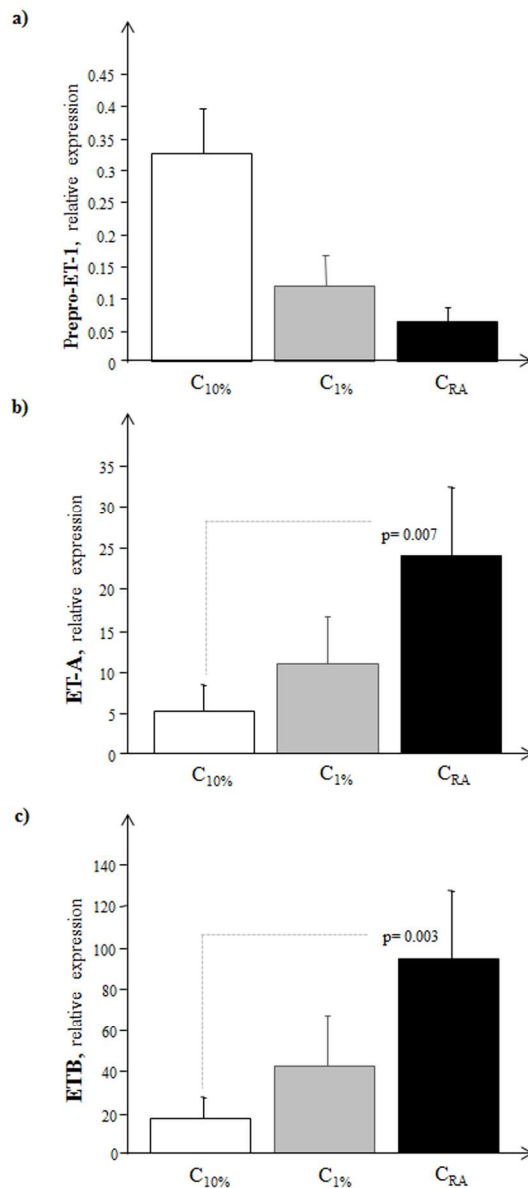 a)
Prepro-ET-1, relative expression
0.45
0.4
0.35
0.3
0.25
0.2
0.15
0.1
0.05
0
C10%
C1%
CRA
b)
ET-A, relative expression
35
30
25
20
15
10
5
0
p= 0.007
C10%
C1%
CRA
c)
ETB, relative expression
140
120
100
80
60
40
20
0
p= 0.003
C10%
C1%
CRA